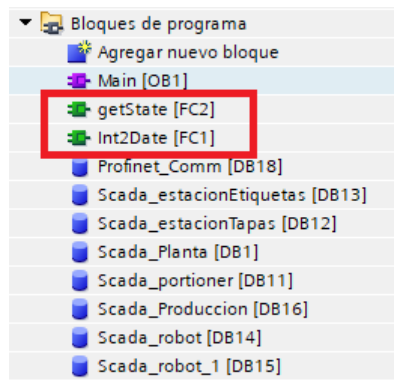 Bloques de programa
Agregar nuevo bloque
Main [OB1]
getState [FC2]
Int2Date [FC1]
Profinet_Comm [DB18]
Scada_estacionEtiquetas [DB13]
Scada_estacionTapas [DB12]
Scada_Planta [DB1]
Scada_portioner [DB11]
Scada_Produccion [DB16]
Scada_robot [DB14]
Scada_robot_1 [DB15]